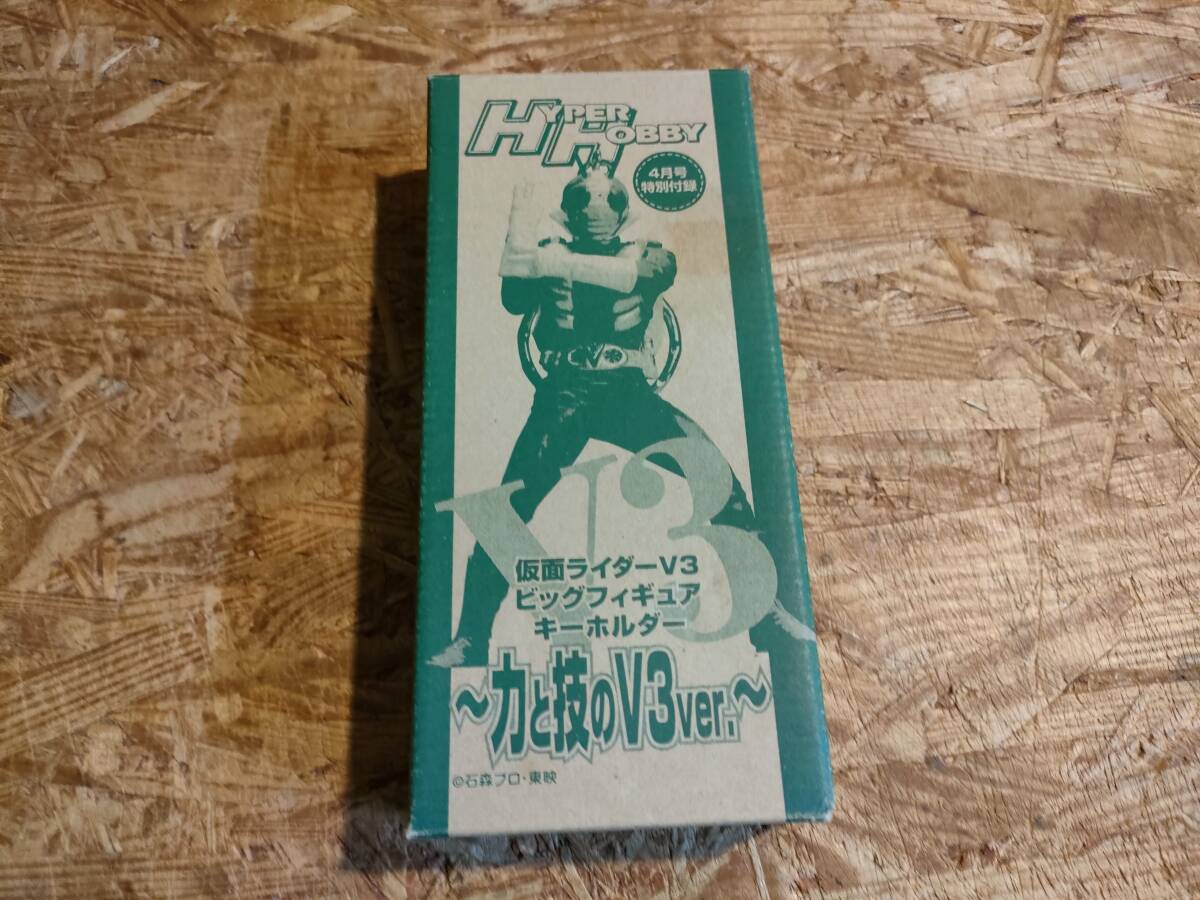 HYPER HOBBY
4月号
特別付録
V3
仮面ライダーV3
ビッグフィギュア
キーホルダー
～力と技のV3ver.～
©石森プロ・東映